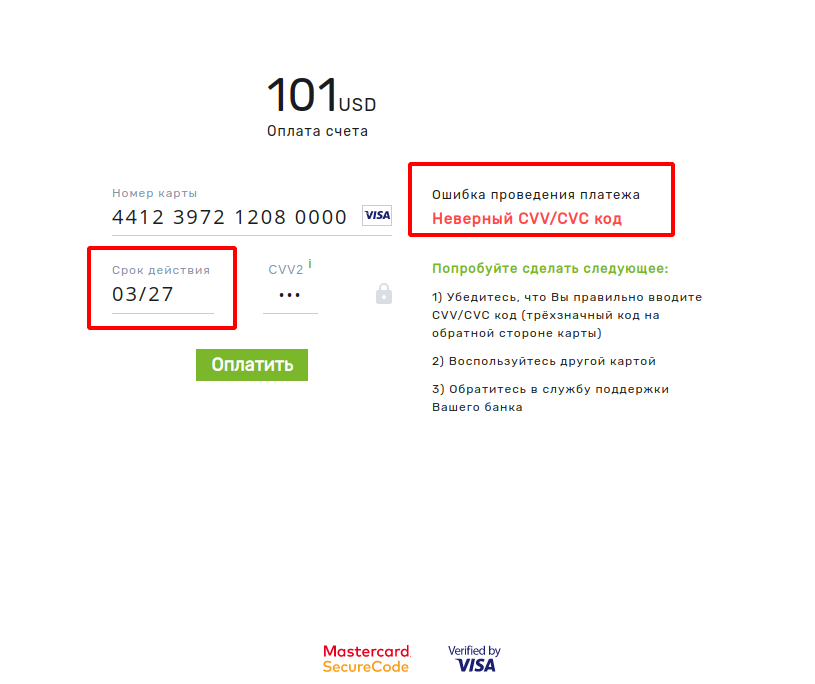 101 USD
Оплата счета
Номер карты
4412 3972 1208 0000 VISA
Срок действия
03/27
CVV2 i
•••
Оплатить
Ошибка проведения платежа
Неверный CVV/CVC код
Попробуйте сделать следующее:
1) Убедитесь, что Вы правильно вводите
CVV/CVC код (трёхзначный код на
обратной стороне карты)
2) Воспользуйтесь другой картой
3) Обратитесь в службу поддержки
Вашего банка
Mastercard.
SecureCode
Verified by
VISA